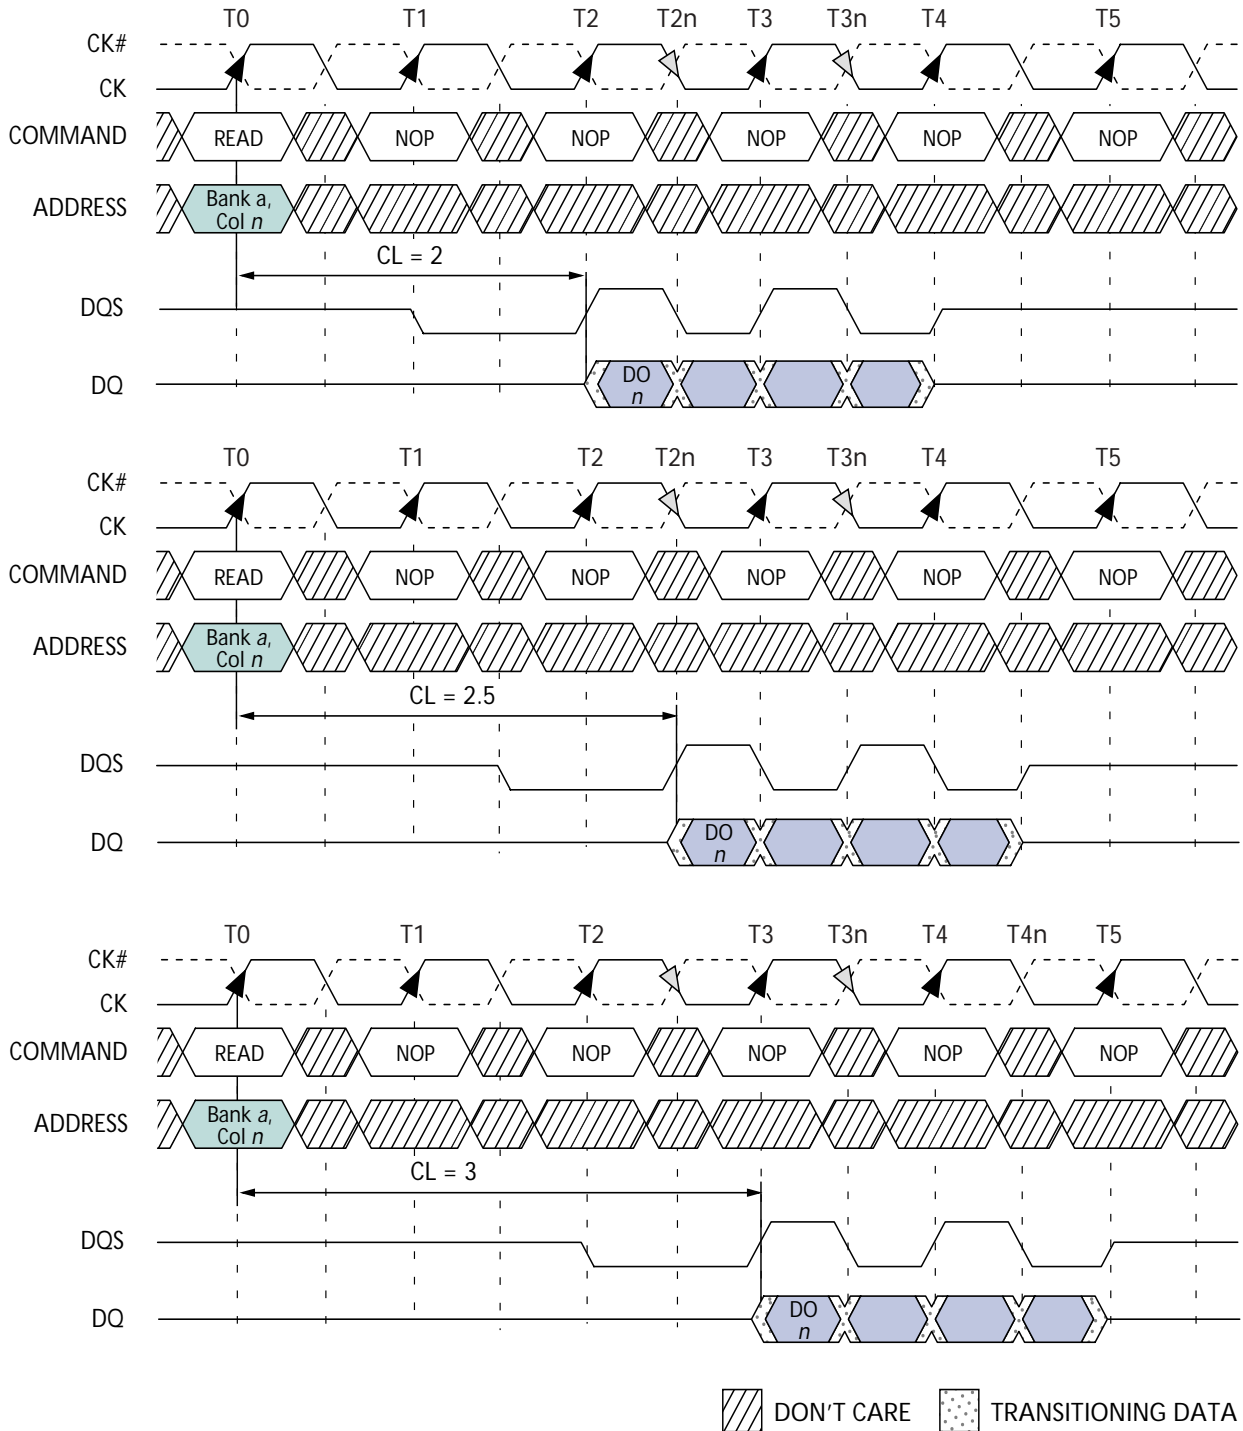 T0 T1 T2 T2n T3 T3n T4 T5
CK#
CK
COMMAND READ NOP NOP NOP NOP NOP
ADDRESS Bank a,
Col n
CL = 2
DQS
DQ DO
n
T0 T1 T2 T2n T3 T3n T4 T5
CK#
CK
COMMAND READ NOP NOP NOP NOP NOP
ADDRESS Bank a,
Col n
CL = 2.5
DQS
DQ DO
n
T0 T1 T2 T3 T3n T4 T4n T5
CK#
CK
COMMAND READ NOP NOP NOP NOP NOP
ADDRESS Bank a,
Col n
CL = 3
DQS
DQ DO
n
DON'T CARE TRANSITIONING DATA